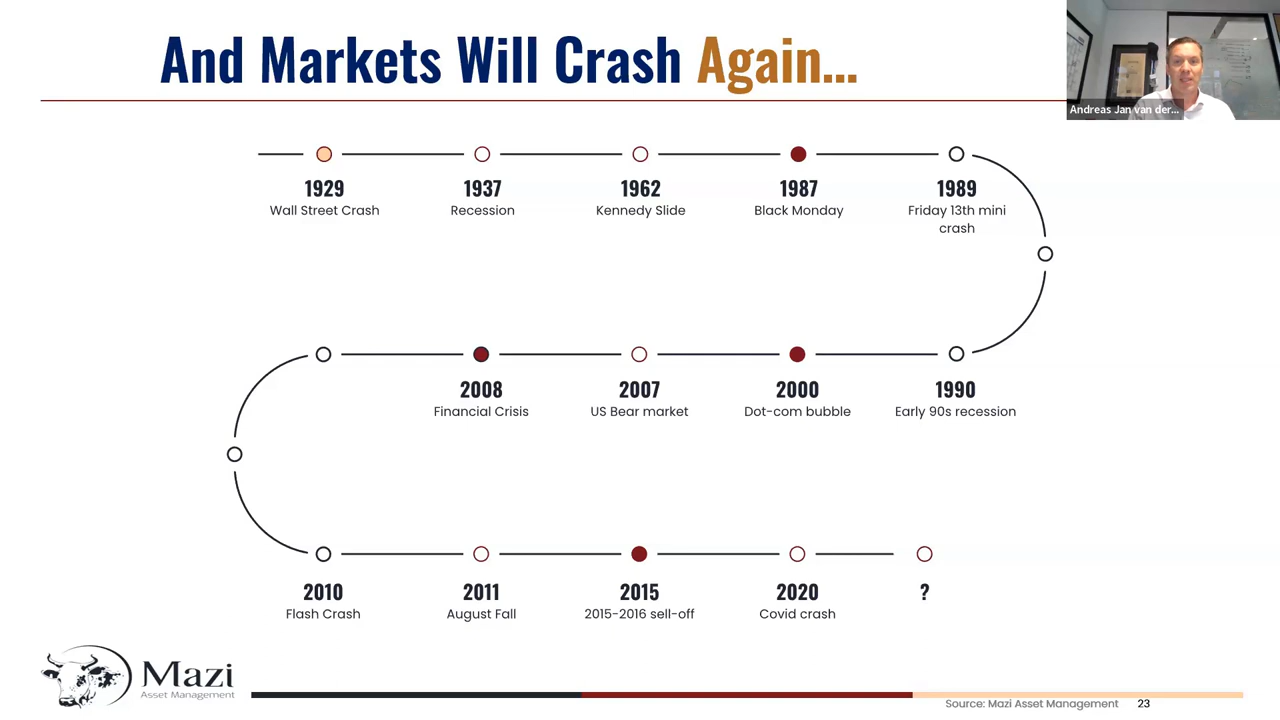 And Markets Will Crash Again...
Andreas Jan van der...
1929
Wall Street Crash
1937
Recession
1962
Kennedy Slide
1987
Black Monday
1989
Friday 13th mini
crash
2008
Financial Crisis
2007
US Bear market
2000
Dot-com bubble
1990
Early 90s recession
2010
Flash Crash
2011
August Fall
2015
2015-2016 sell-off
2020
Covid crash
?
Mazi
Asset Management
Source: Mazi Asset Management
23